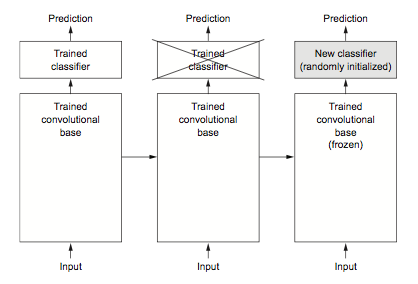 Prediction
Trained
classifier
Trained
convolutional
base
Input
Prediction
Trained
classifier
Trained
convolutional
base
Input
Prediction
New classifier
(randomly initialized)
Trained
convolutional
base
(frozen)
Input